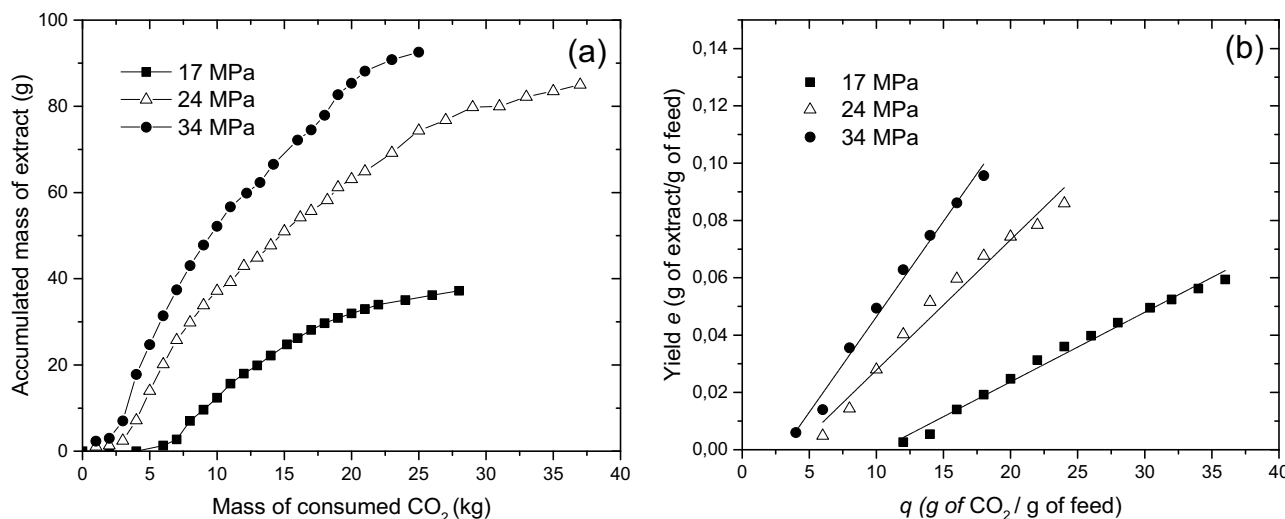 (a)
100
80
60
40
20
0
Accumulated mass of extract (g)
17 MPa
24 MPa
34 MPa
0 5 10 15 20 25 30 35 40
Mass of consumed CO₂ (kg)
(b)
0,14
0,12
0,10
0,08
0,06
0,04
0,02
0,00
Yield e (g of extract/g of feed)
17 MPa
24 MPa
34 MPa
0 5 10 15 20 25 30 35 40
q (g of CO₂ / g of feed)